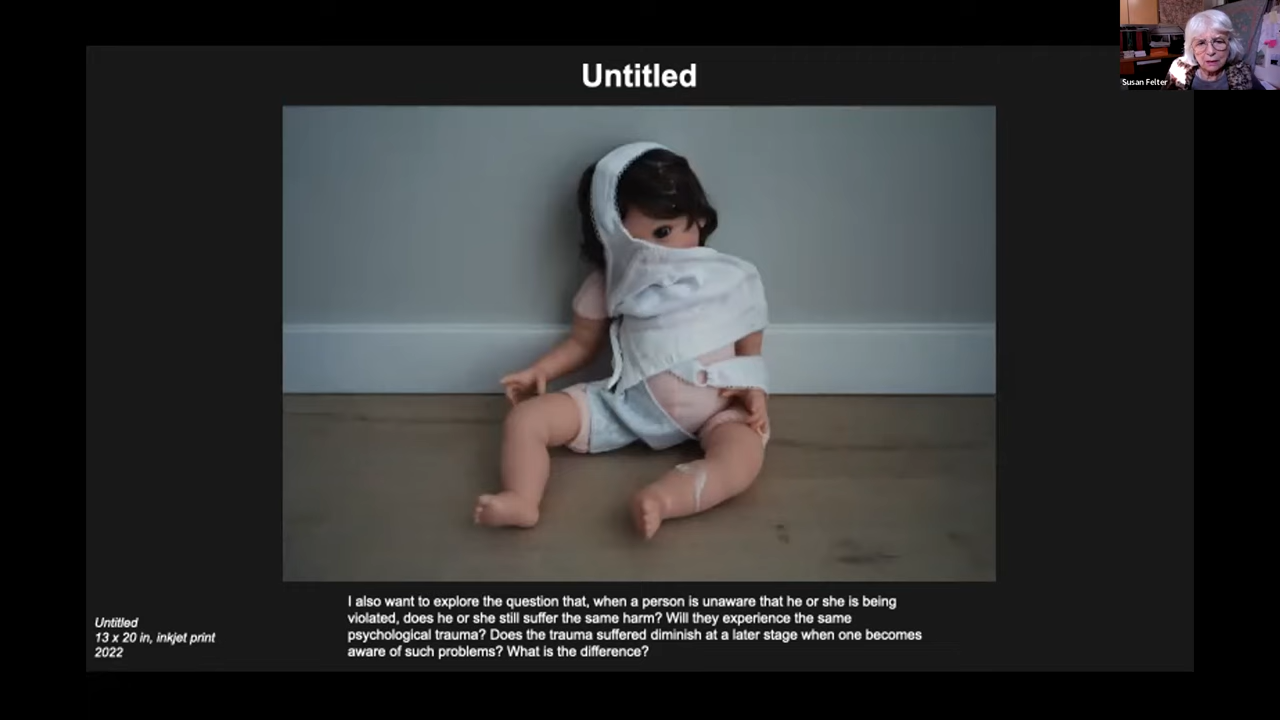 Untitled
Susan Felter
I also want to explore the question that, when a person is unaware that he or she is being
violated, does he or she still suffer the same harm? Will they experience the same
psychological trauma? Does the trauma suffered diminish at a later stage when one becomes
aware of such problems? What is the difference?
Untitled
13 x 20 in, inkjet print
2022